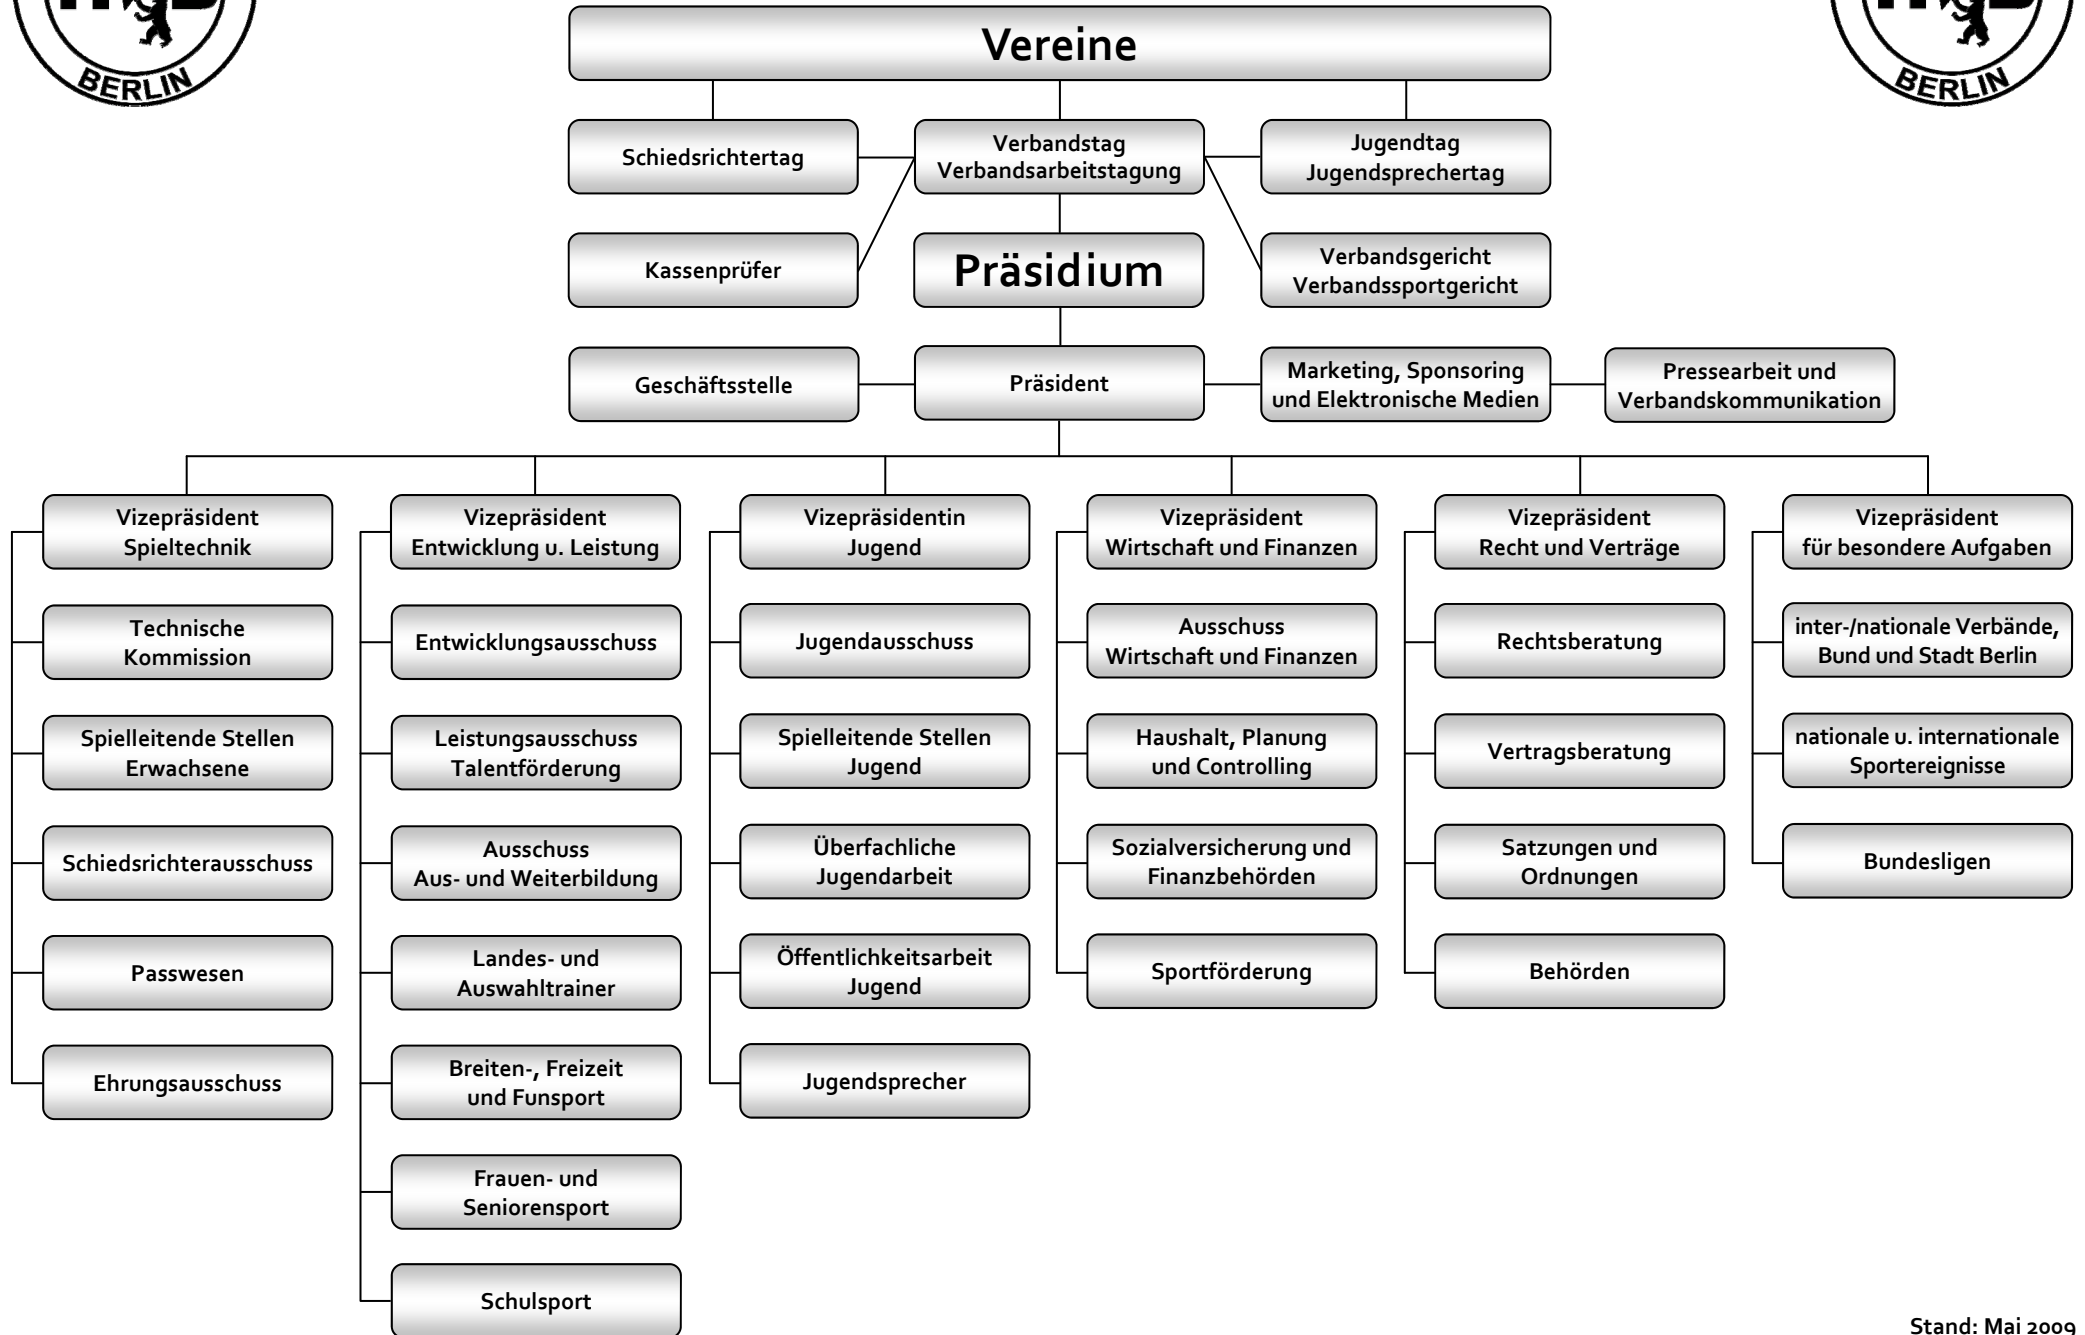 BERLIN
BERLIN
Vereine
Schiedsrichtertag
Verbandstag
Verbandsarbeitstagung
Jugendtag
Jugendsprechertag
Kassenprüfer
Präsidium
Verbandsgericht
Verbandssportgericht
Geschäftsstelle
Präsident
Marketing, Sponsoring
und Elektronische Medien
Pressearbeit und
Verbandskommunikation
Vizepräsident
Spieltechnik
Technische
Kommission
Spielleitende Stellen
Erwachsene
Schiedsrichterausschuss
Passwesen
Ehrungsausschuss
Vizepräsident
Entwicklung u. Leistung
Entwicklungsausschuss
Leistungsausschuss
Talentförderung
Ausschuss
Aus- und Weiterbildung
Landes- und
Auswahltrainer
Breiten-, Freizeit
und Funsport
Frauen- und
Seniorensport
Schulsport
Vizepräsidentin
Jugend
Jugendausschuss
Spielleitende Stellen
Jugend
Überfachliche
Jugendarbeit
Öffentlichkeitsarbeit
Jugend
Jugendsprecher
Vizepräsident
Wirtschaft und Finanzen
Ausschuss
Wirtschaft und Finanzen
Haushalt, Planung
und Controlling
Sozialversicherung und
Finanzbehörden
Sportförderung
Vizepräsident
Recht und Verträge
Rechtsberatung
Vertragsberatung
Satzungen und
Ordnungen
Behörden
Vizepräsident
für besondere Aufgaben
inter-/nationale Verbände,
Bund und Stadt Berlin
nationale u. internationale
Sportereignisse
Bundesligen
Stand: Mai 2009